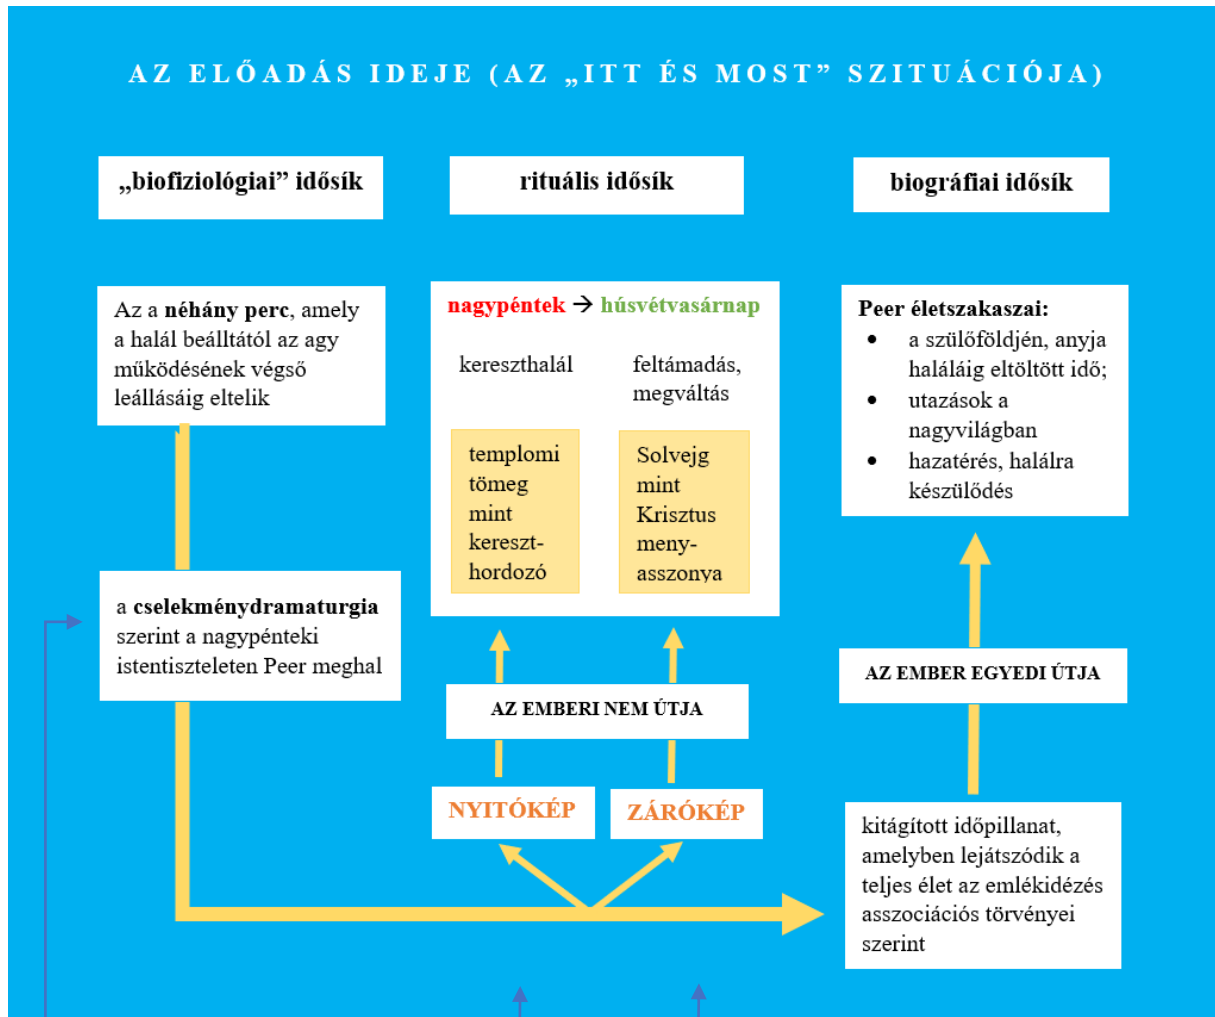 AZ ELŐADÁS IDEJE (AZ „ITT ÉS MOST” SZITUÁCIÓJA)
„biofiziológiai” idősík
rituális idősík
biográfiai idősík
Az a néhány perc, amely
a halál beálltától az agy
működésének végső
leállásáig eltelik
a cselekménydramaturgia
szerint a nagypénteki
istentiszteleten Peer meghal
nagypéntek → húsvétvasárnap
kereszthalál
feltámadás,
megváltás
templomi
tömeg
mint
kereszt-
hordozó
Solvejg
mint
Krisztus
meny-
asszonya
AZ EMBERI NEM ÚTJA
NYITÓKÉP
ZÁRÓKÉP
Peer életszakaszai:
• a szülőföldjén, anyja
haláláig eltöltött idő;
• utazások a
nagyvilágban
• hazatérés, halálra
készülődés
AZ EMBER EGYEDI ÚTJA
kitágított időpillanat,
amelyben lejátszódik a
teljes élet az emlékidézés
asszociációs törvényei
szerint